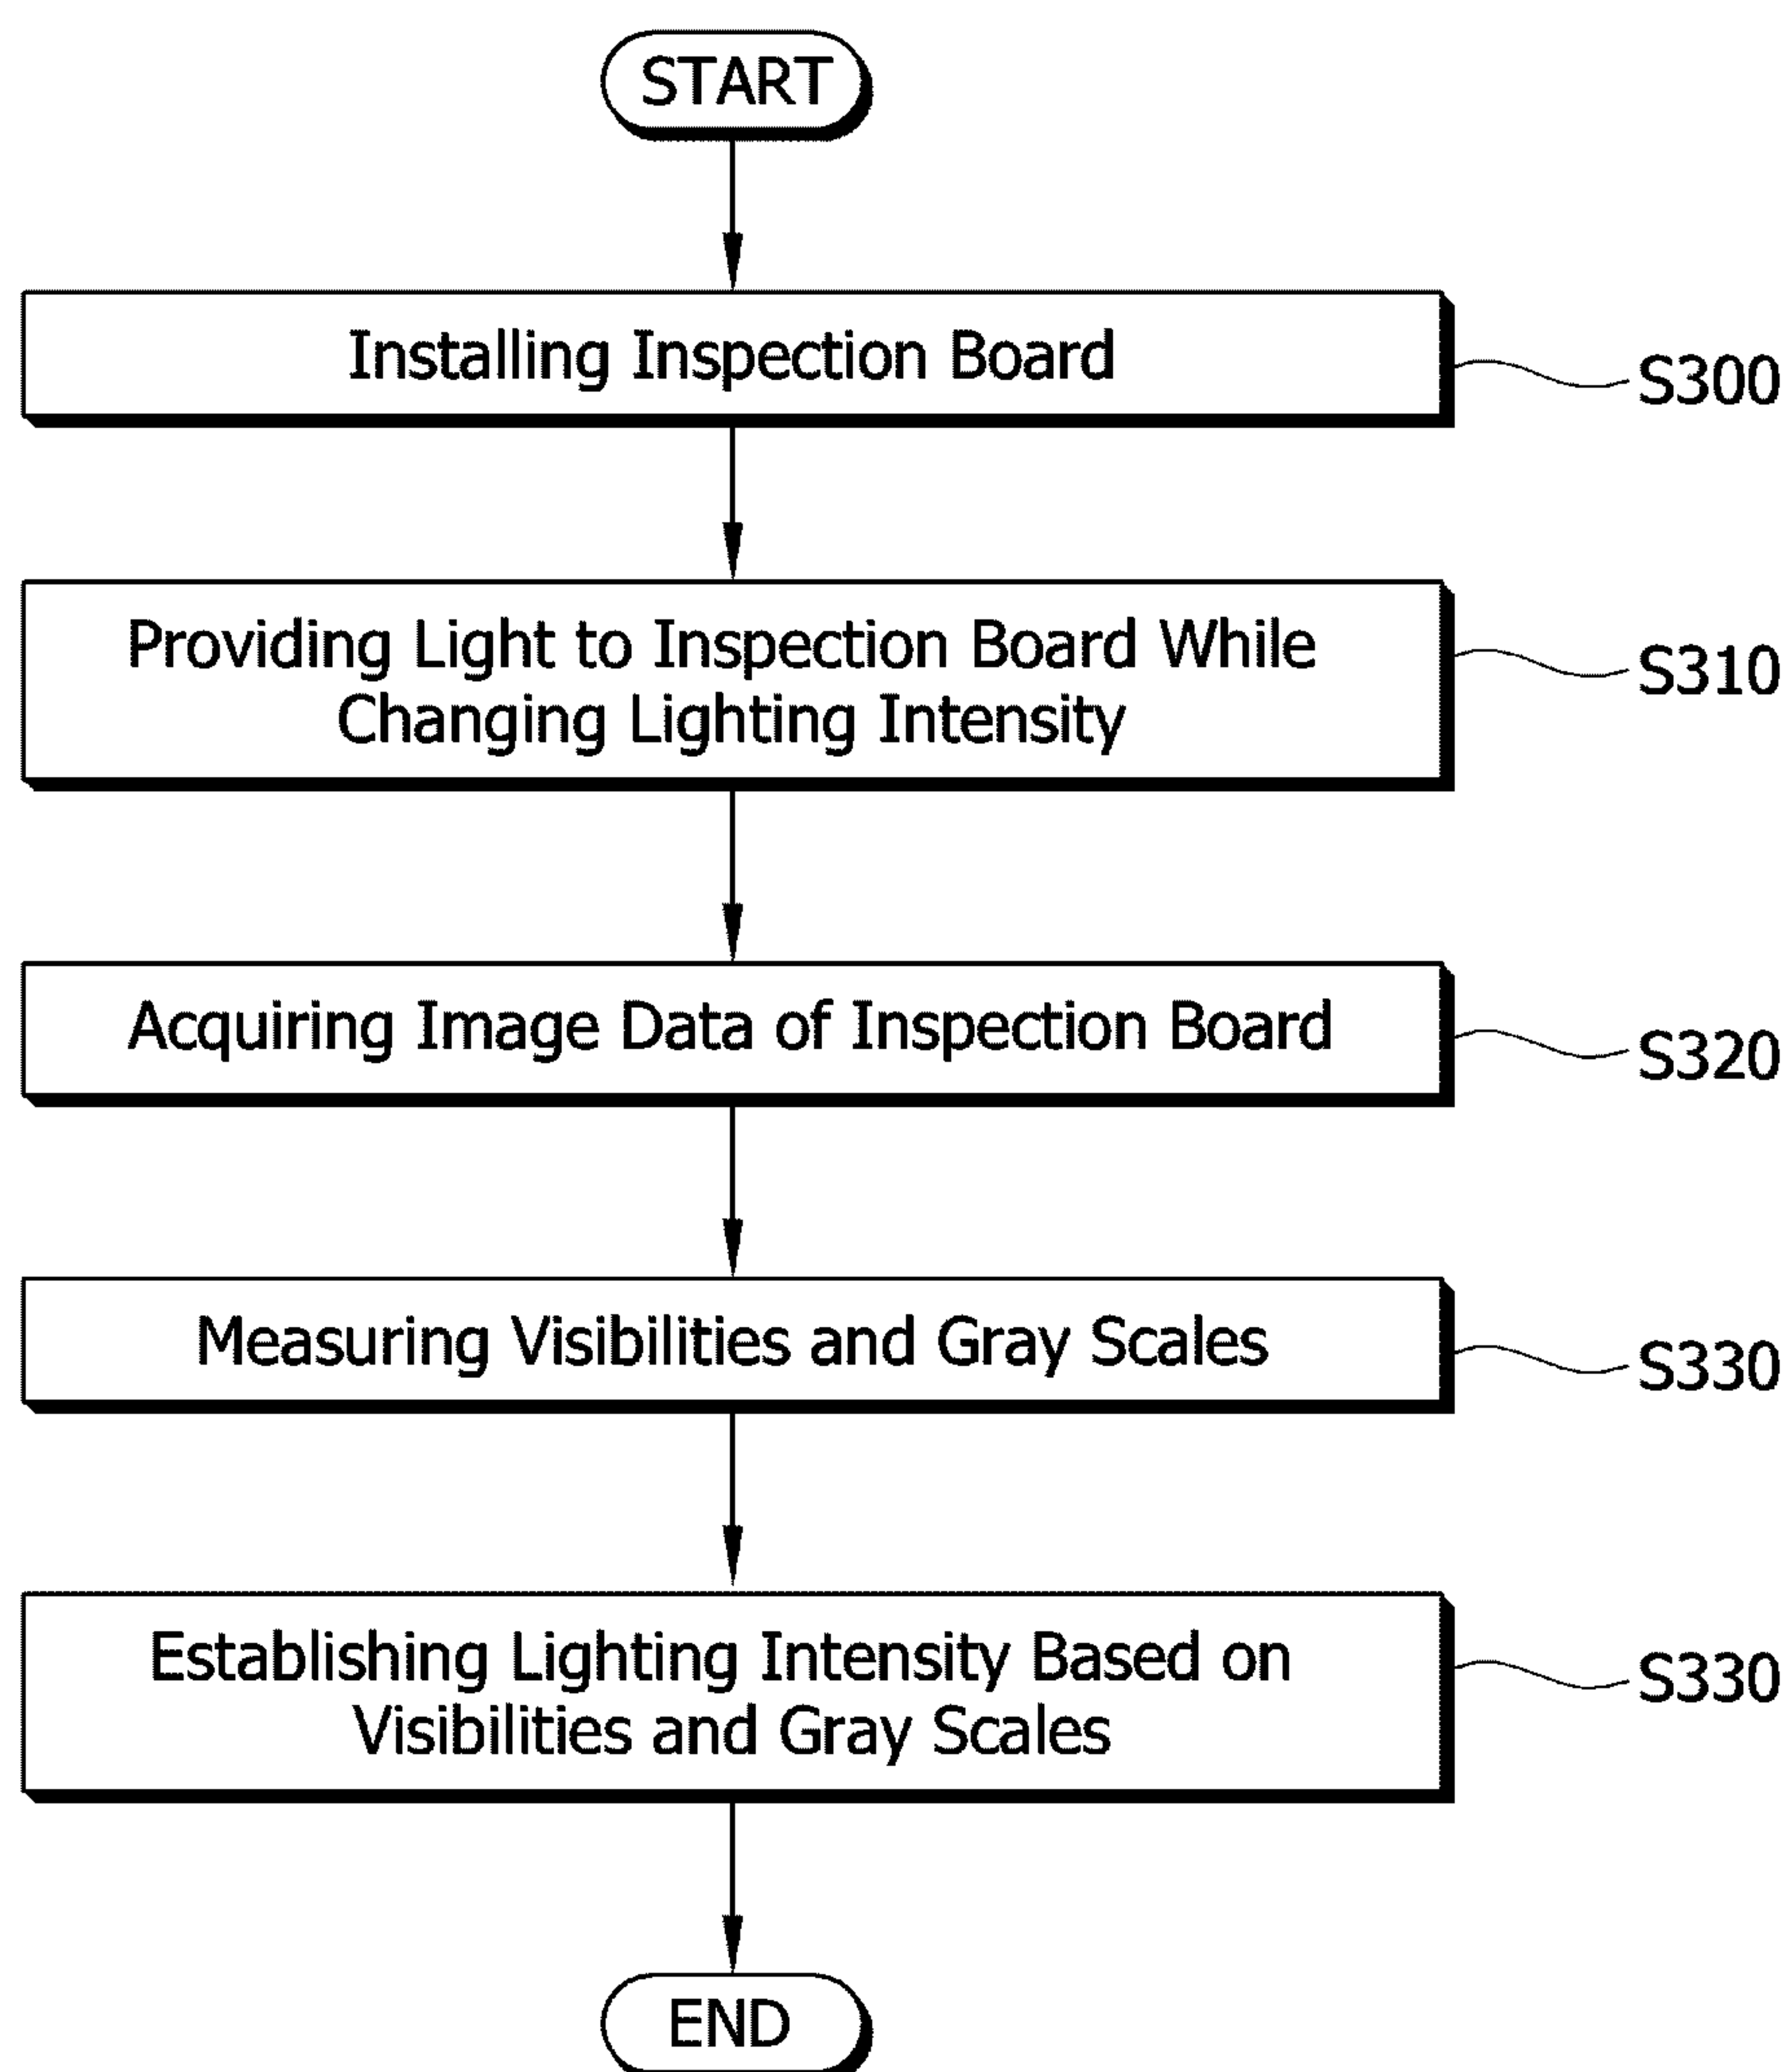 START
Installing Inspection Board
S300
Providing Light to Inspection Board While
Changing Lighting Intensity
S310
Acquiring Image Data of Inspection Board
S320
Measuring Visibilities and Gray Scales
S330
Establishing Lighting Intensity Based on
Visibilities and Gray Scales
S330
END